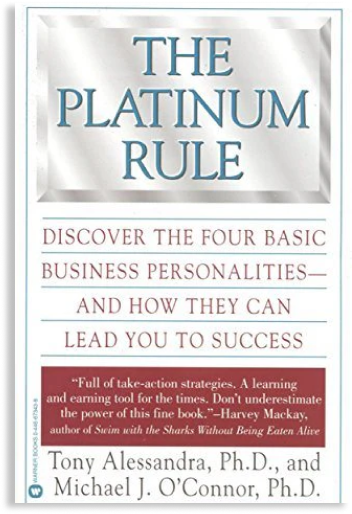 THE
PLATINUM
RULE
DISCOVER THE FOUR BASIC
BUSINESS PERSONALITIES—
AND HOW THEY CAN
LEAD YOU TO SUCCESS
“Full of take-action strategies. A learning
and earning tool for the times. Don't underestimate
the power of this fine book.”–Harvey Mackay,
author of Swim with the Sharks Without Being Eaten Alive
Tony Alessandra, Ph.D., and
Michael J. O'Connor, Ph.D.
WARNER BOOKS 0-446-67343-8